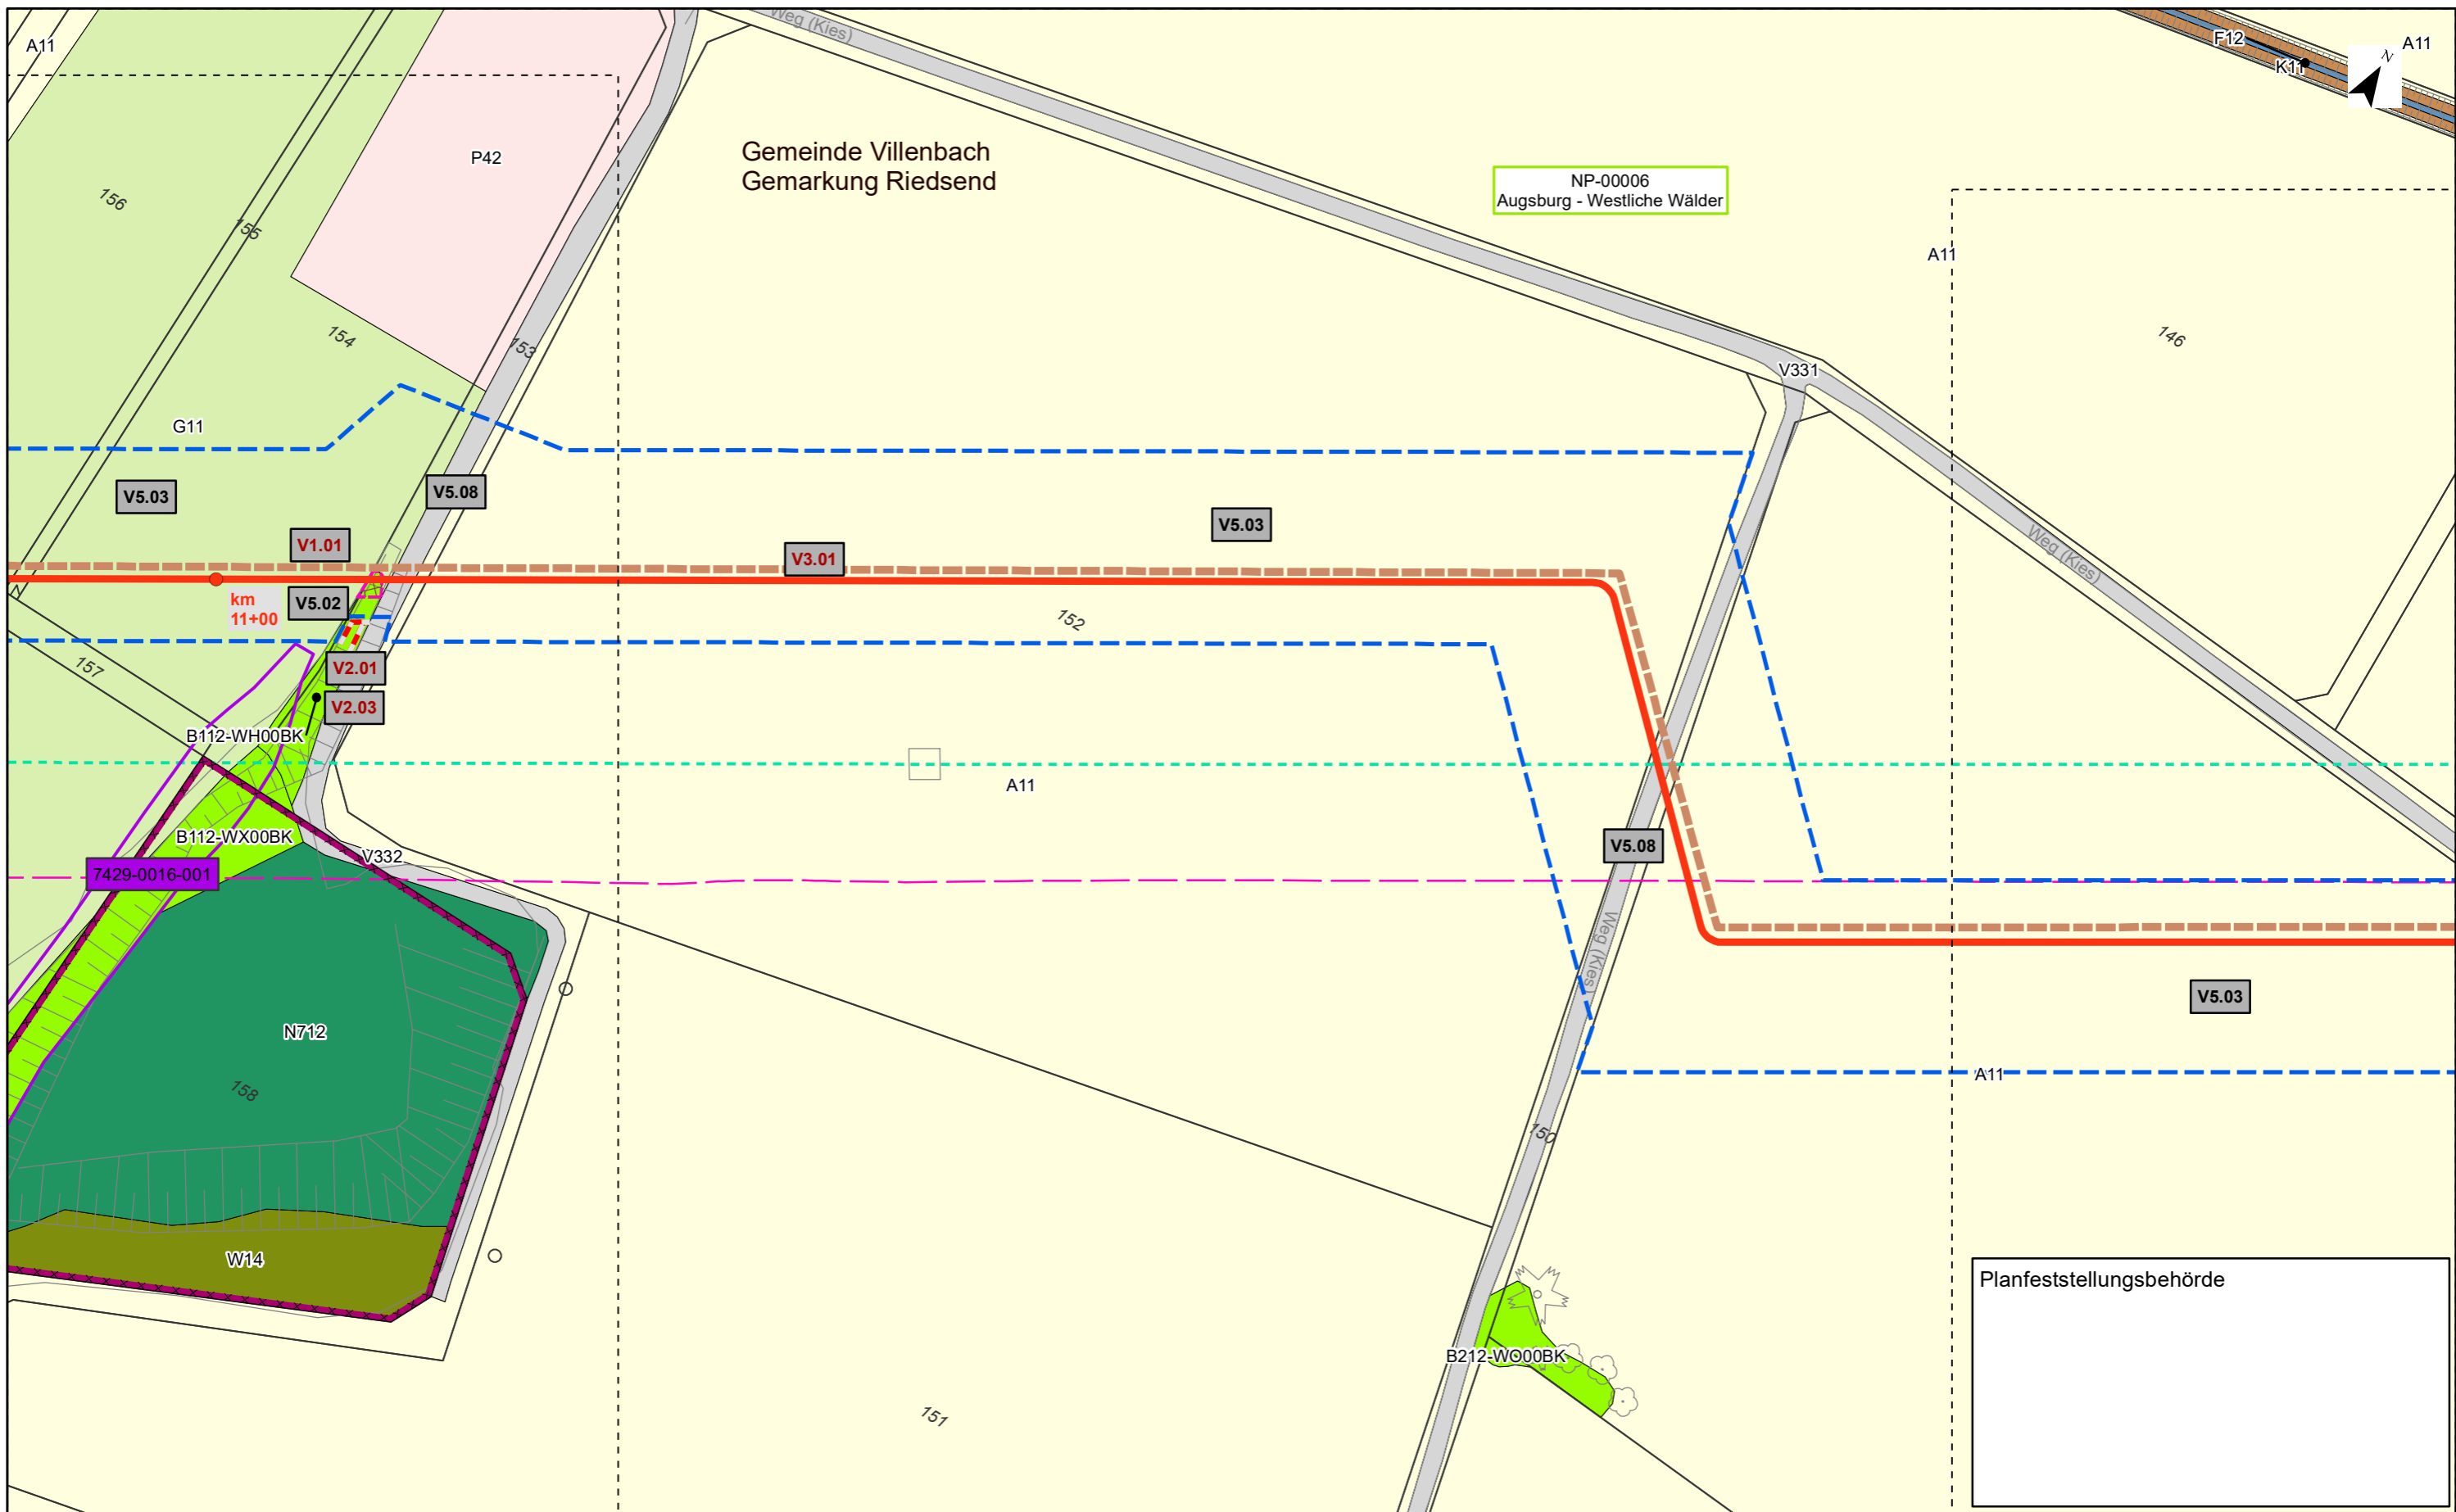 Weg (Kies)
A11
F12
K11
A11
N
P42
Gemeinde Villenbach
Gemarkung Riedsend
NP-00006
Augsburg - Westliche Wälder
156
155
A11
154
153
146
V331
G11
V5.03
V5.08
V5.03
V1.01
V3.01
Weg (Kies)
km
11+00
V5.02
152
157
V2.01
V2.03
B112-WH00BK
A11
B112-WX00BK
V332
V5.08
7429-0016-001
Weg (Kies)
V5.03
N712
158
A11
150
W14
Planfeststellungsbehörde
B212-WO00BK
151